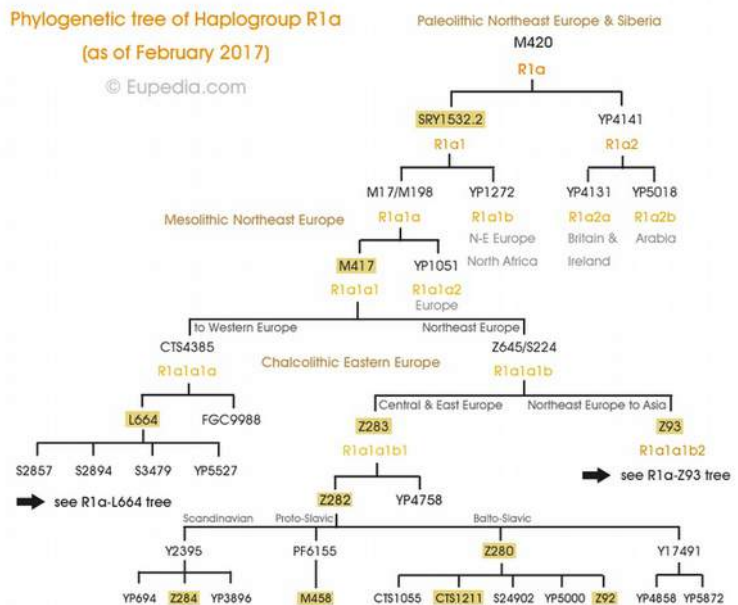 Phylogenetic tree of Haplogroup R1a
(as of February 2017)
© Eupedia.com
Paleolithic Northeast Europe & Siberia
M420
R1a
SRY1532.2 YP4141
R1a1 R1a2
M17/M198 YP1272 YP4131 YP5018
Mesolithic Northeast Europe R1a1a R1a1b R1a2a R1a2b
N-E Europe Britain & Arabia
North Africa Ireland
M417 YP1051
R1a1a1 R1a1a2
Europe
to Western Europe Northeast Europe
CTS4385 Z645/S224
R1a1a1a Chalcolithic Eastern Europe R1a1a1b
Central & East Europe Northeast Europe to Asia
L664 FGC9988 Z283 Z93
R1a1a1b1 R1a1a1b2
S2857 S2894 S3479 YP5527 see R1a-Z93 tree
see R1a-L664 tree Z282 YP4758
Scandinavian Proto-Slavic Balto-Slavic
Y2395 PF6155 Z280 Y17491
YP694 Z284 YP3896 M458 CTS1055 CTS1211 S24902 YP5000 Z92 YP4858 YP5872